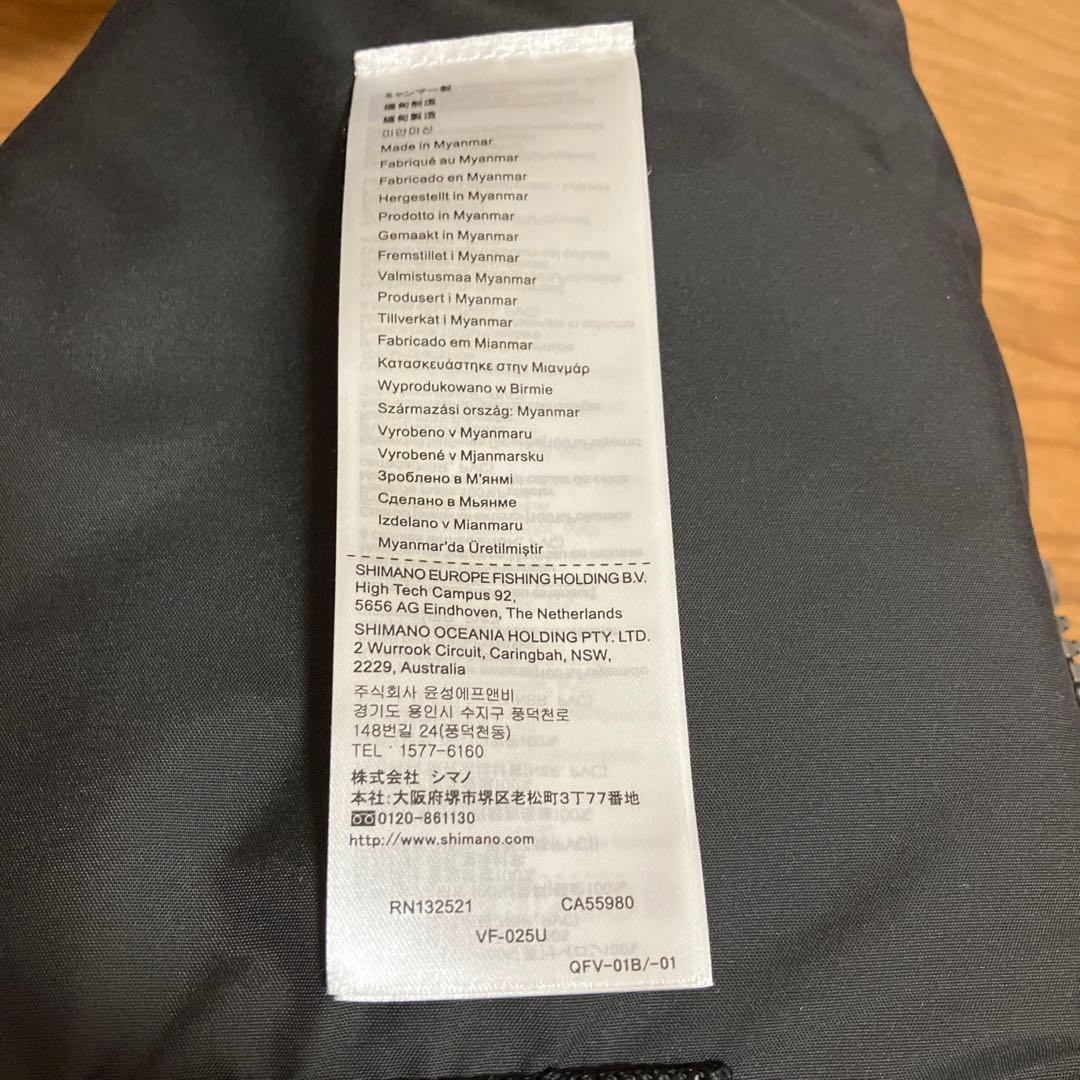 ミャンマー製
缅甸制造
緬甸製造
미얀마산
Made in Myanmar
Fabriqué au Myanmar
Fabricado en Myanmar
Hergestellt in Myanmar
Prodotto in Myanmar
Gemaakt in Myanmar
Fremstillet i Myanmar
Valmistusmaa Myanmar
Produsert i Myanmar
Tillverkat i Myanmar
Fabricado em Mianmar
Κατασκευάστηκε στην Μιανμάρ
Wyprodukowano w Birmie
Származási ország: Myanmar
Vyrobeno v Myanmaru
Vyrobené v Mjanmarsku
Зроблено в М'янмі
Сделано в Мьянме
Izdelano v Mianmaru
Myanmar'da Üretilmiştir
SHIMANO EUROPE FISHING HOLDING B.V.
High Tech Campus 92,
5656 AG Eindhoven, The Netherlands
SHIMANO OCEANIA HOLDING PTY. LTD.
2 Wurrook Circuit, Caringbah, NSW,
2229, Australia
주식회사 윤성에프앤비
경기도 용인시 수지구 풍덕천로
148번길 24(풍덕천동)
TEL : 1577-6160
株式会社 シマノ
本社:大阪府堺市堺区老松町3丁77番地
0120-861130
http://www.shimano.com
RN132521 CA55980
VF-025U
QFV-01B/-01